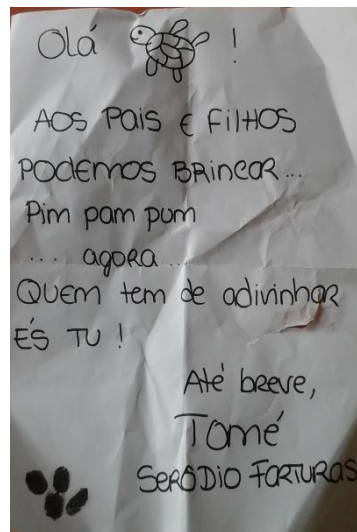 Olá !
AOS PAIS E FILHOS
PODEMOS BRINCAR...
Pim pam pum
.... agora...
QUEM tem de adivinhar
ÉS TU !
Até breve,
Tomé
SERÓDIO FARTURAS